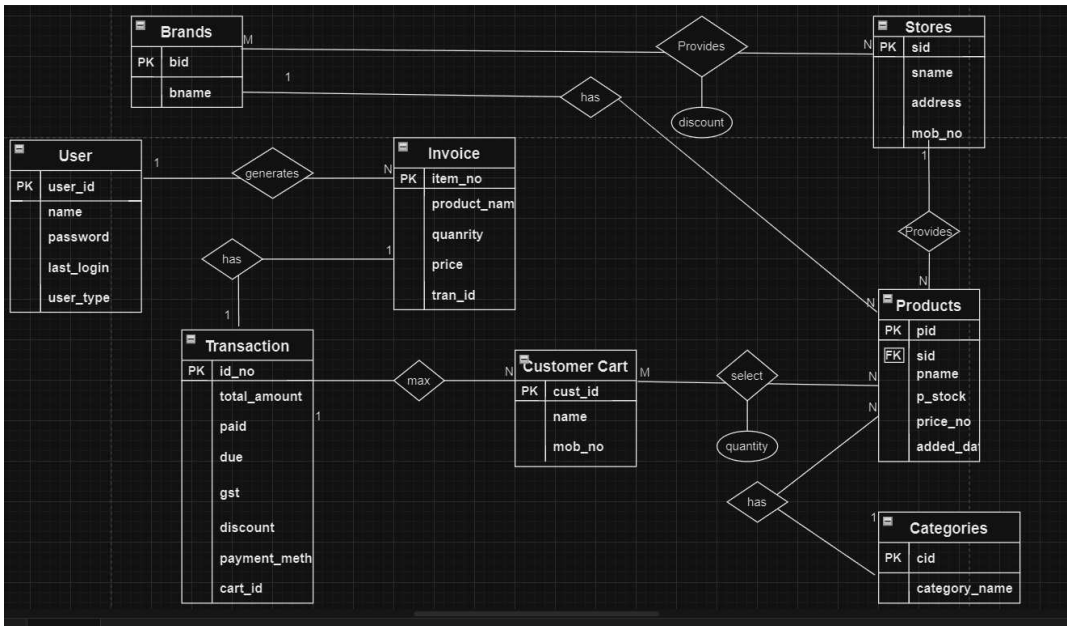 Brands
PK bid
bname
M
1
Provides
discount
has
N
Stores
PK sid
sname
address
mob_no
1
Provides
N
User
PK user_id
name
password
last_login
user_type
1
generates
N
Invoice
PK item_no
product_nam
quanrity
price
tran_id
1
has
1
Transaction
PK id_no
total_amount
paid
due
gst
discount
payment_meth
cart_id
1
max
N
Customer Cart
PK cust_id
name
mob_no
M
select
quantity
N
N
N
Products
PK pid
FK sid
pname
p_stock
price_no
added_dat
has
1
Categories
PK cid
category_name